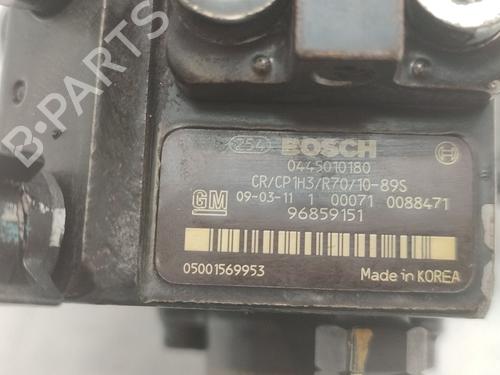 254 BOSCH
0445010180
CR/CP1H3/R70/10-89S
GM 09-03-11 1 00071 0088471
96859151
05001569953 Made in KOREA
B-PARTS